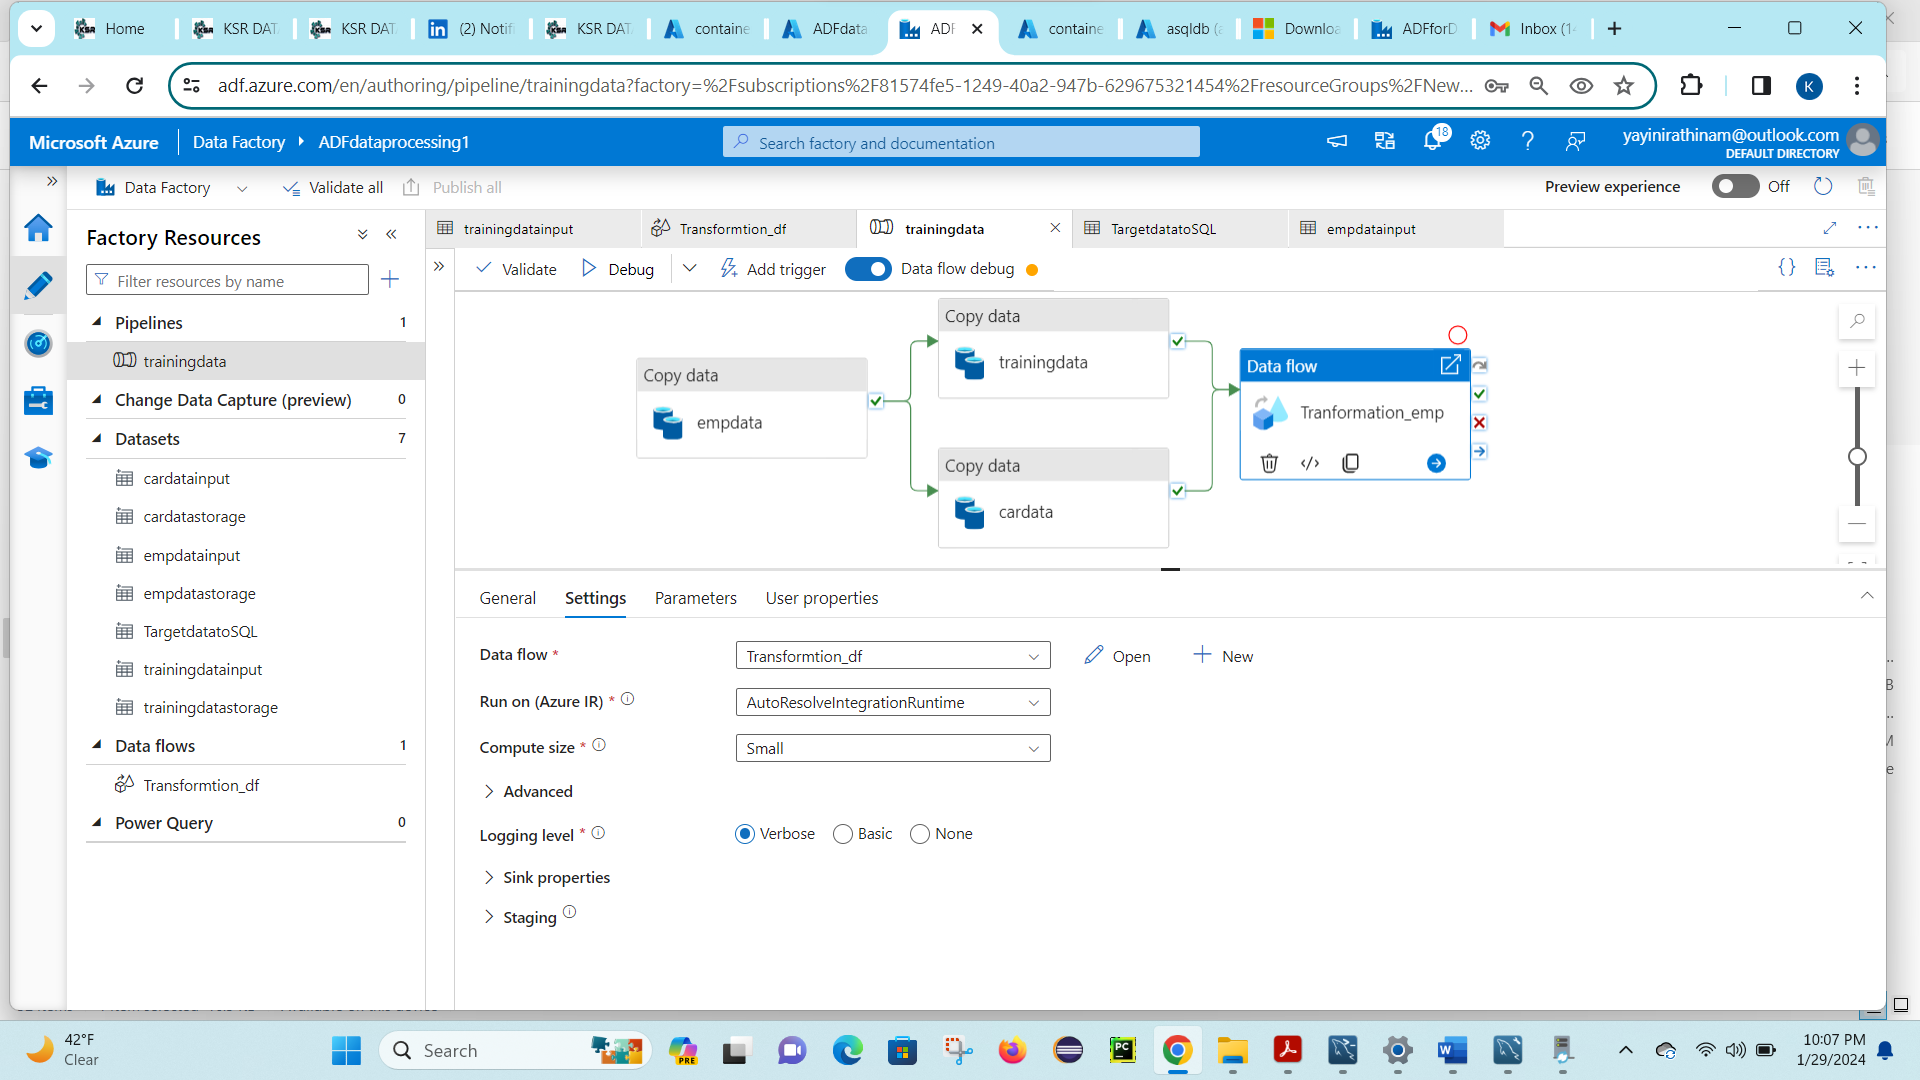 Home
KSR DAT
KSR DAT
(2) Notifi
KSR DAT
containe
ADFdata
ADF
containe
asqldb (a
Downloa
ADFforD
Inbox (14
adf.azure.com/en/authoring/pipeline/trainingdata?factory=%2Fsubscriptions%2F81574fe5-1249-40a2-947b-629675321454%2FresourceGroups%2FNew...
K
Microsoft Azure
Data Factory
ADFdataprocessing1
Search factory and documentation
18
yayinirathinam@outlook.com
DEFAULT DIRECTORY
Data Factory
Validate all
Publish all
Preview experience
Off
Factory Resources
trainingdatainput
Transformtion_df
trainingdata
TargetdatatoSQL
empdatainput
Filter resources by name
Validate
Debug
Add trigger
Data flow debug
Pipelines 1
trainingdata
Change Data Capture (preview) 0
Datasets 7
cardatainput
cardatastorage
empdatainput
empdatastorage
TargetdatatoSQL
trainingdatainput
trainingdatastorage
Data flows 1
Transformtion_df
Power Query 0
Copy data
empdata
Copy data
trainingdata
Copy data
cardata
Data flow
Tranformation_emp
General
Settings
Parameters
User properties
Data flow *
Transformtion_df
Open
New
Run on (Azure IR) *
AutoResolveIntegrationRuntime
Compute size *
Small
Advanced
Logging level *
Verbose
Basic
None
Sink properties
Staging
42°F
Clear
Search
PRE
PC
10:07 PM
1/29/2024